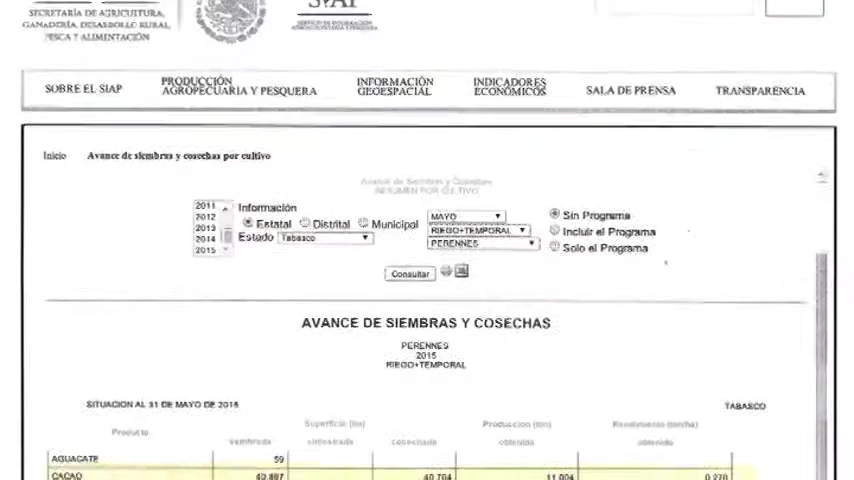 SECRETARÍA DE AGRICULTURA,
GANADERÍA, DESARROLLO RURAL,
PESCA Y ALIMENTACIÓN
SIAP
SERVICIO DE INFORMACIÓN
AGROALIMENTARIA Y PESQUERA
SOBRE EL SIAP
PRODUCCIÓN
AGROPECUARIA Y PESQUERA
INFORMACIÓN
GEOESPACIAL
INDICADORES
ECONÓMICOS
SALA DE PRENSA
TRANSPARENCIA
Inicio Avance de siembras y cosechas por cultivo
Avance de Siembras y Cosechas
RESUMEN POR CULTIVO
2011
2012
2013
2014
2015
Información
Estatal Distrital Municipal
Estado Tabasco
MAYO
RIEGO+TEMPORAL
PERENNES
Sin Programa
Incluir el Programa
Solo el Programa
Consultar
AVANCE DE SIEMBRAS Y COSECHAS
PERENNES
2015
RIEGO+TEMPORAL
SITUACION AL 31 DE MAYO DE 2015 TABASCO
Producto Superficie (ha) Producción (ton) Rendimiento (ton/ha)
sembrada siniestrada cosechada obtenida obtenido
AGUACATE 59
CACAO 40,887 40,704 11,004 0.270